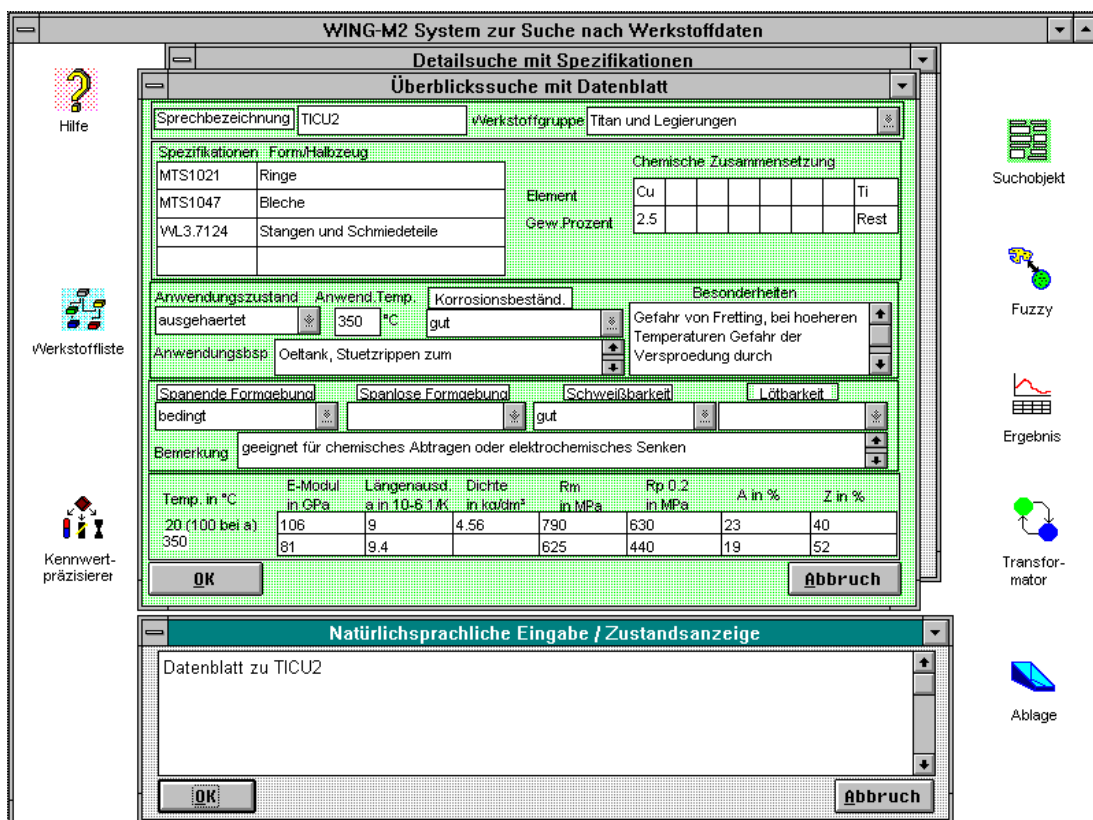 WING-M2 System zur Suche nach Werkstoffdaten
Detailsuche mit Spezifikationen
Überblickssuche mit Datenblatt
Hilfe
Werkstoffliste
Kennwert-
präzisierer
Sprechbezeichnung TICU2 Werkstoffgruppe Titan und Legierungen
Spezifikationen Form/Halbzeug
MTS1021 Ringe
MTS1047 Bleche
WL3.7124 Stangen und Schmiedeteile
Chemische Zusammensetzung
Element Cu Ti
Gew.Prozent 2.5 Rest
Anwendungszustand Anwend.Temp. Korrosionsbeständ. Besonderheiten
ausgehaertet 350 °C gut
Gefahr von Fretting, bei hoeheren
Temperaturen Gefahr der
Versproedung durch
Anwendungsbsp Oeltank, Stuetzrippen zum
Spanende Formgebung Spanlose Formgebung Schweißbarkeit Lötbarkeit
bedingt gut
Bemerkung geeignet für chemisches Abtragen oder elektrochemisches Senken
Temp. in °C E-Modul in GPa Längenausd. a in 10-6 1/K Dichte in kg/dm³ Rm in MPa Rp 0.2 in MPa A in % Z in %
20 (100 bei a) 106 9 4.56 790 630 23 40
350 81 9.4 625 440 19 52
OK Abbruch
Natürlichsprachliche Eingabe / Zustandsanzeige
Datenblatt zu TICU2
OK Abbruch
Suchobjekt
Fuzzy
Ergebnis
Transfor-
mator
Ablage